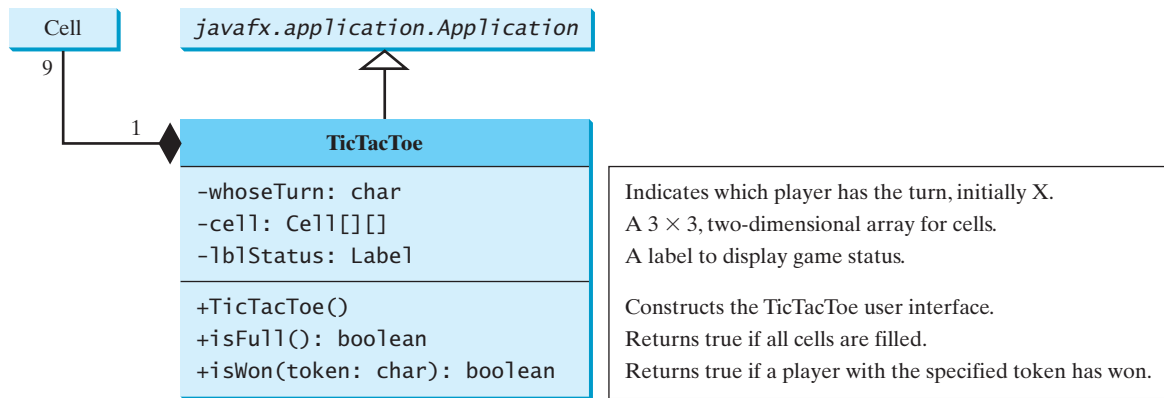 Cell
javafx.application.Application
9
1
TicTacToe
-whoseTurn: char
-cell: Cell[][]
-lblStatus: Label
+TicTacToe()
+isFull(): boolean
+isWon(token: char): boolean
Indicates which player has the turn, initially X.
A 3 × 3, two-dimensional array for cells.
A label to display game status.
Constructs the TicTacToe user interface.
Returns true if all cells are filled.
Returns true if a player with the specified token has won.